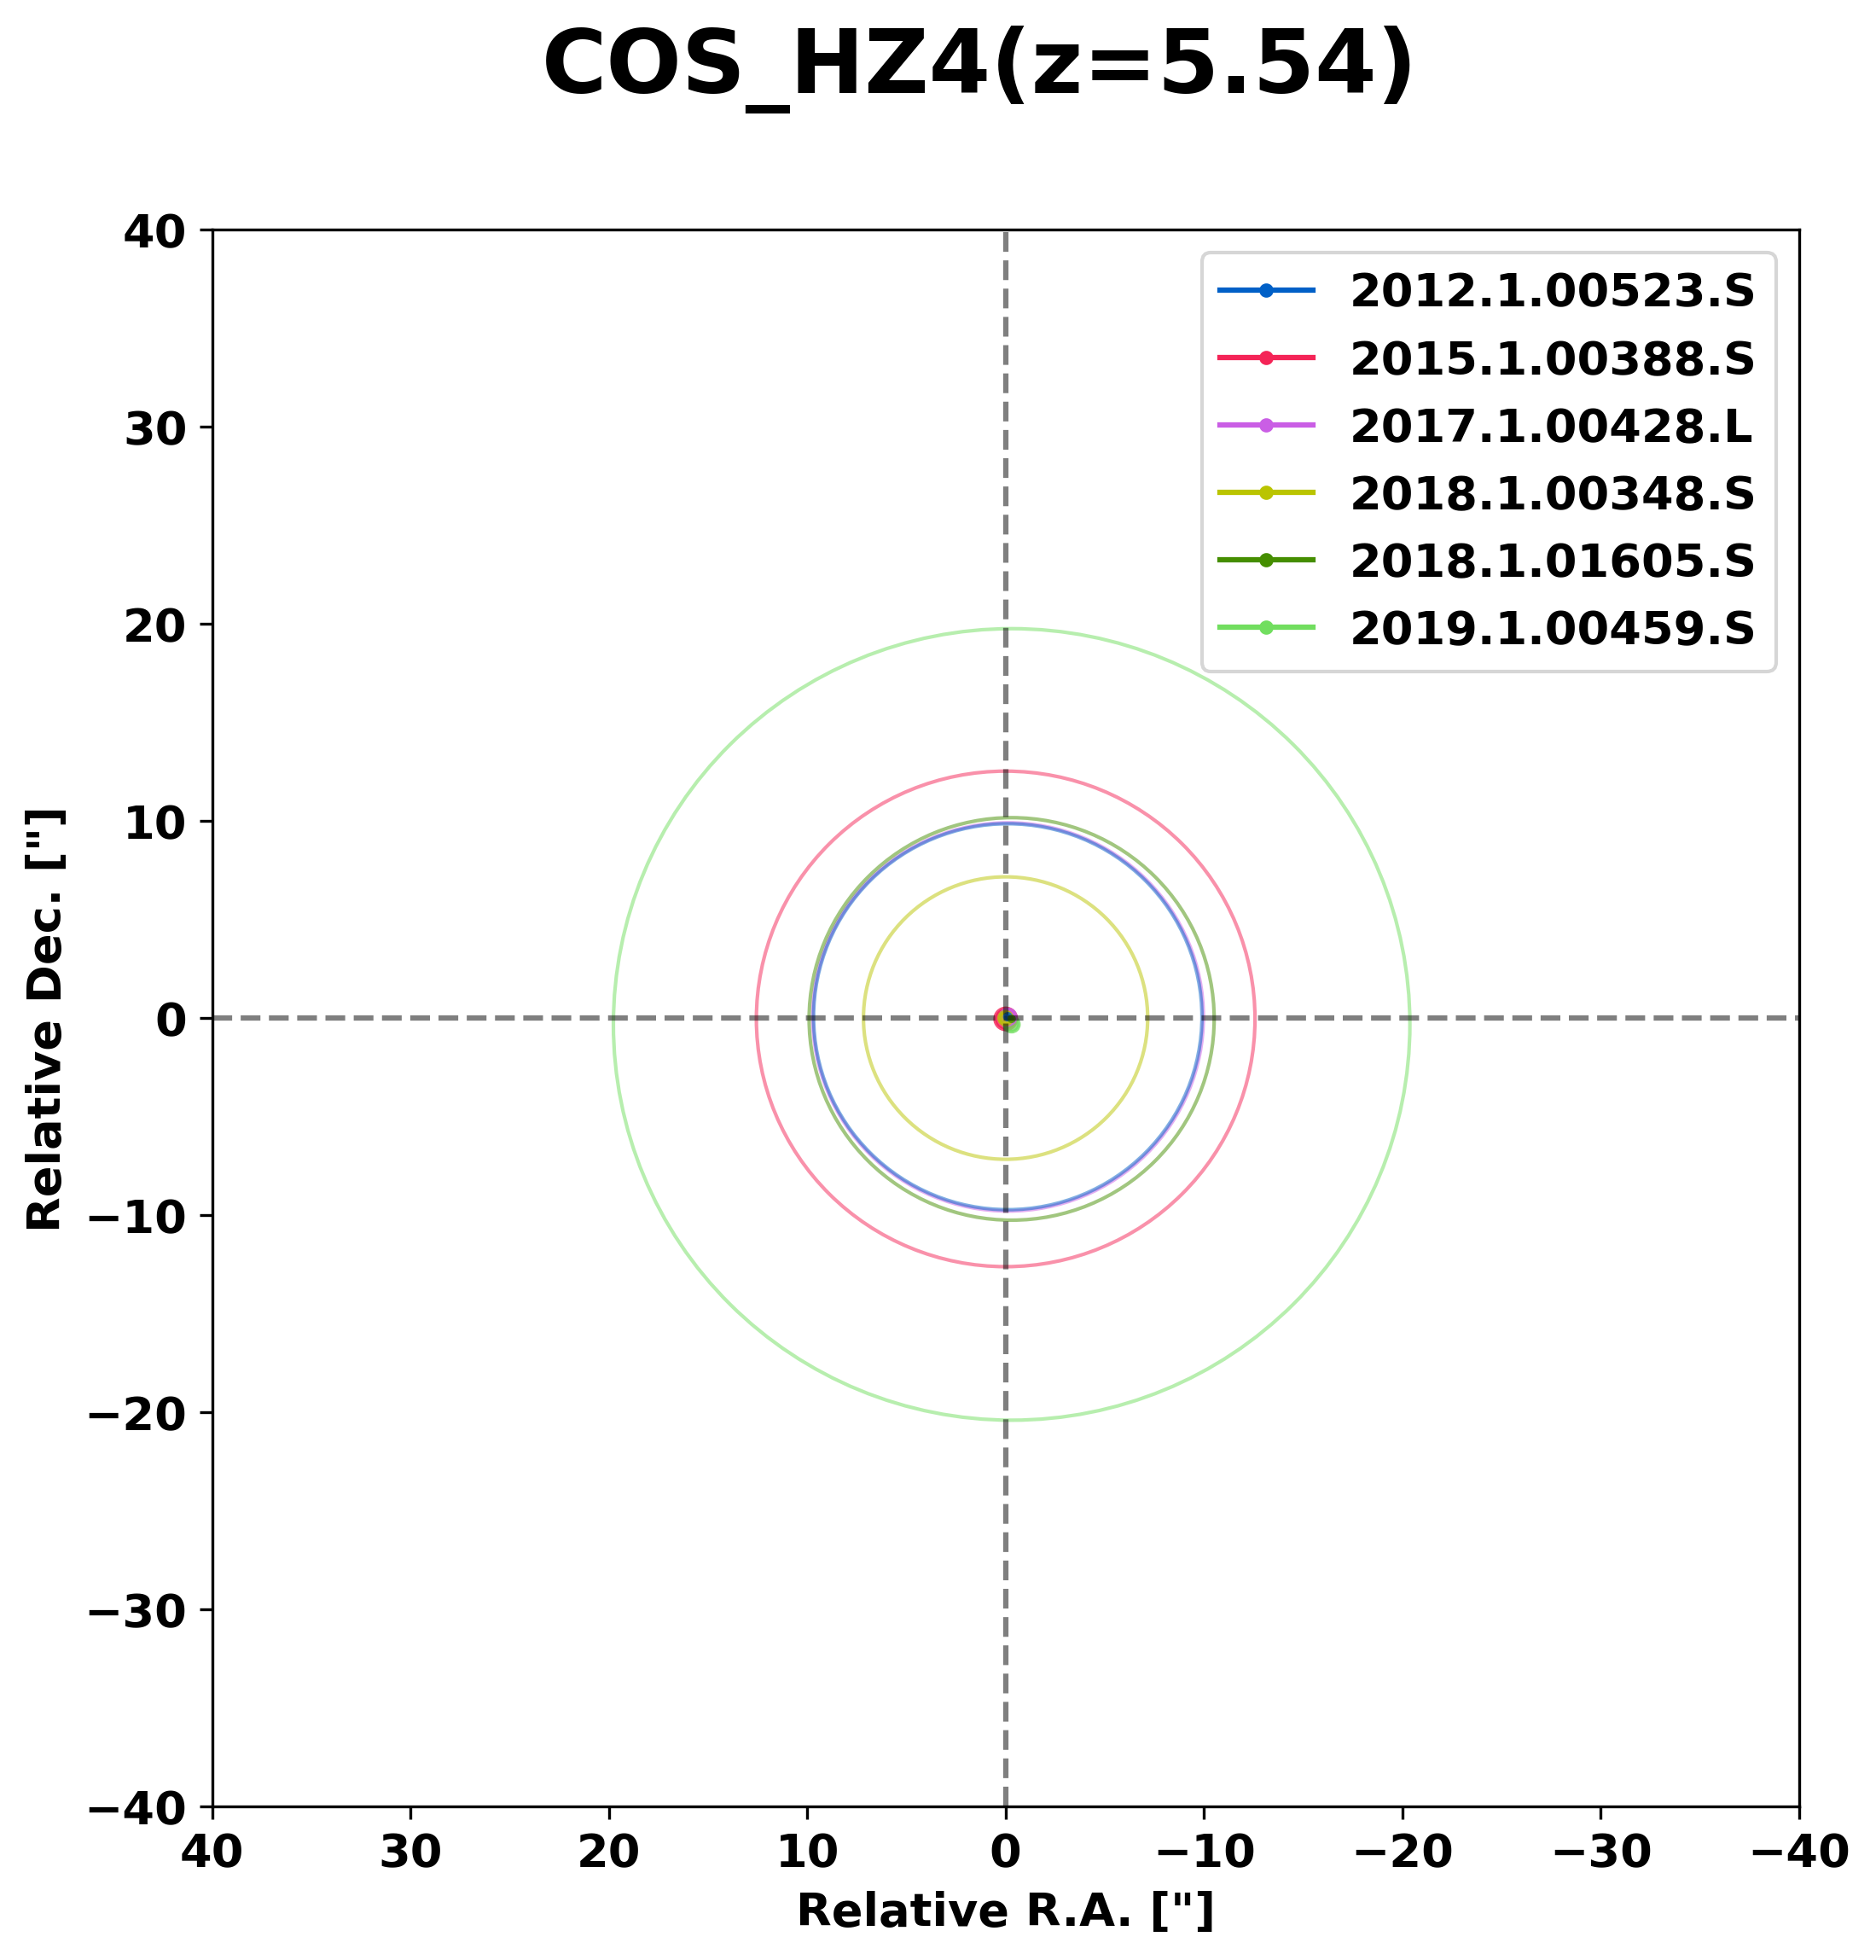 COS_HZ4(z=5.54)
2012.1.00523.S
2015.1.00388.S
2017.1.00428.L
2018.1.00348.S
2018.1.01605.S
2019.1.00459.S
Relative Dec. ["]
40
30
20
10
0
−10
−20
−30
−40
40 30 20 10 0 −10 −20 −30 −40
Relative R.A. ["]